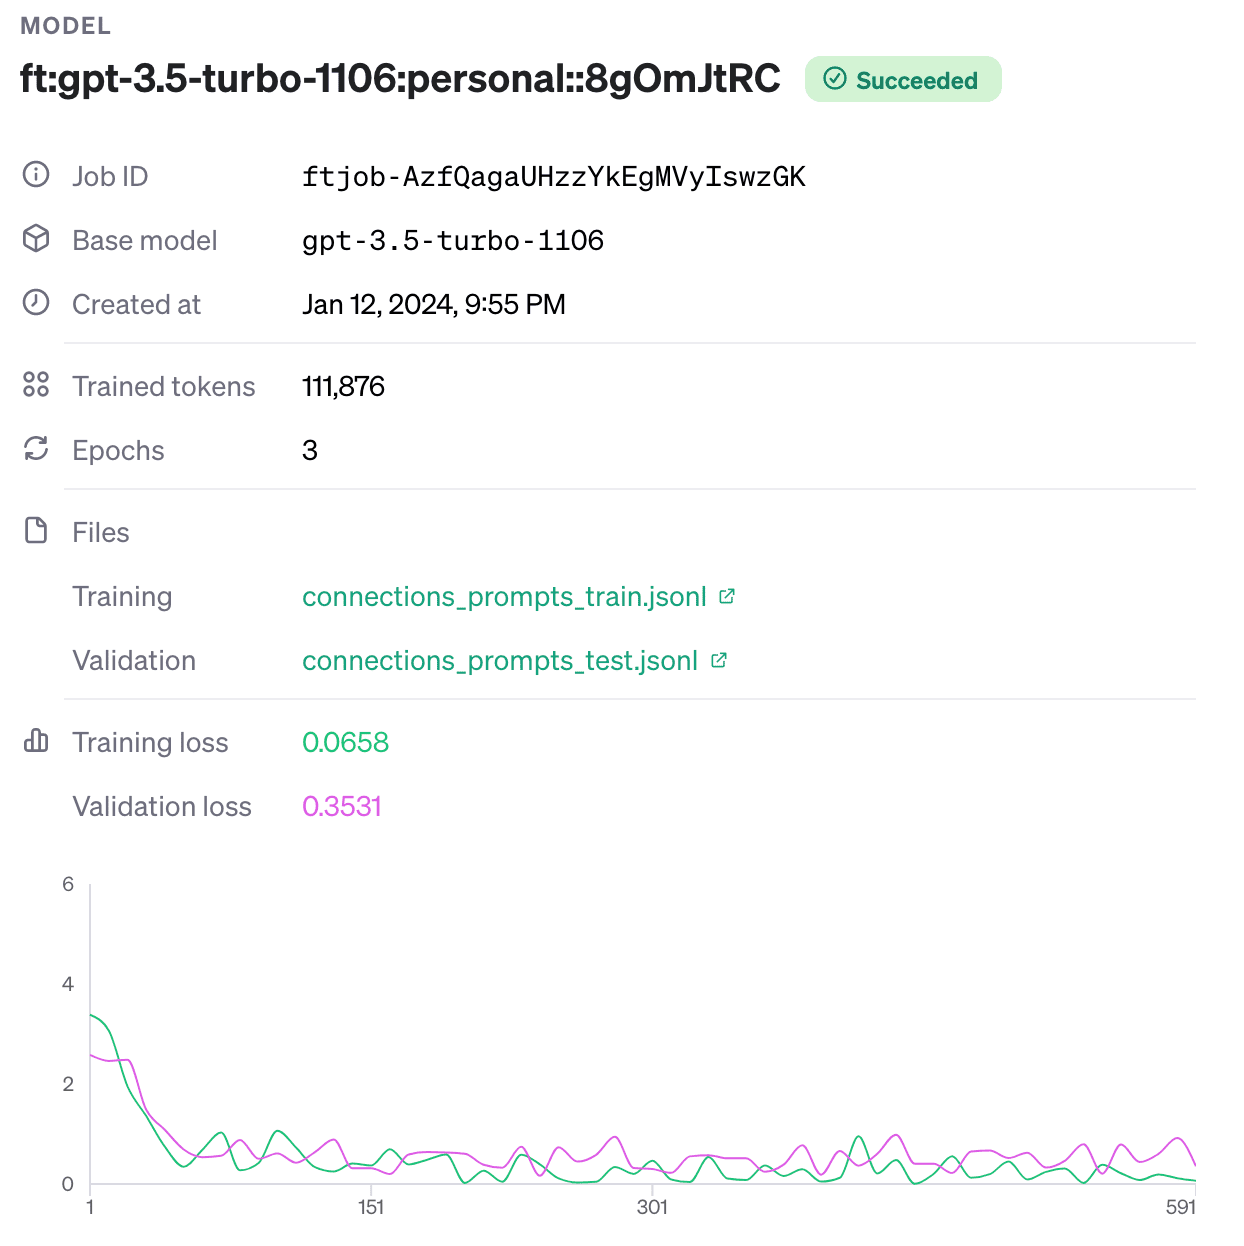 MODEL
ft:gpt-3.5-turbo-1106:personal::8gOmJtRC Succeeded
Job ID ftjob-AzfQagaUHzzYkEgMVyIswzGK
Base model gpt-3.5-turbo-1106
Created at Jan 12, 2024, 9:55 PM
Trained tokens 111,876
Epochs 3
Files
Training connections_prompts_train.jsonl
Validation connections_prompts_test.jsonl
Training loss 0.0658
Validation loss 0.3531
6
4
2
0
1 151 301 591